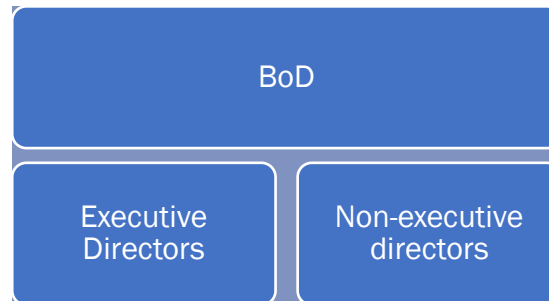 BoD
Executive
Directors
Non-executive
directors